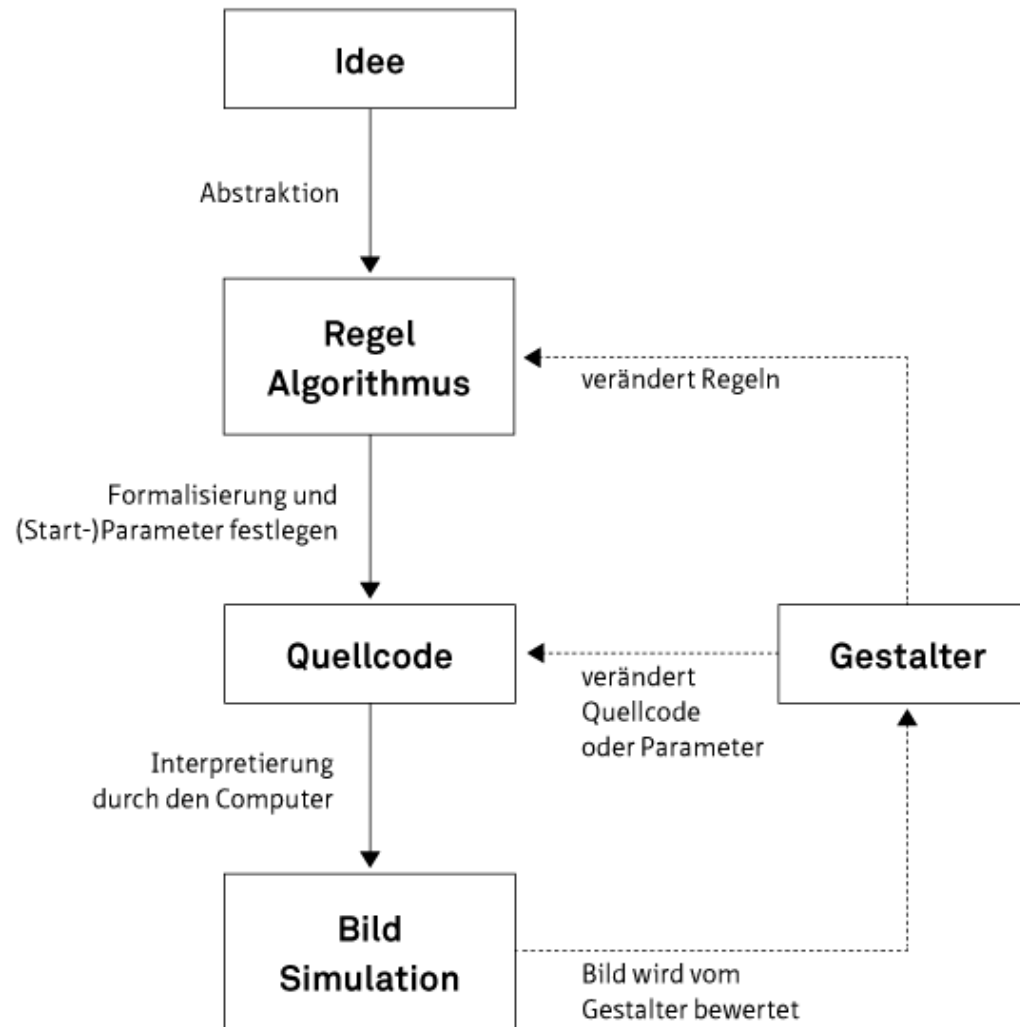 Idee
Abstraktion
Regel
Algorithmus
verändert Regeln
Formalisierung und
(Start-)Parameter festlegen
Quellcode
Gestalter
verändert
Quellcode
oder Parameter
Interpretierung
durch den Computer
Bild
Simulation
Bild wird vom
Gestalter bewertet